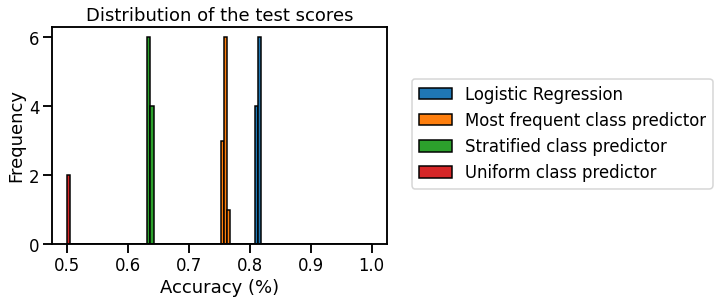 Distribution of the test scores
6
4
2
0
Frequency
0.5 0.6 0.7 0.8 0.9 1.0
Accuracy (%)
Logistic Regression
Most frequent class predictor
Stratified class predictor
Uniform class predictor